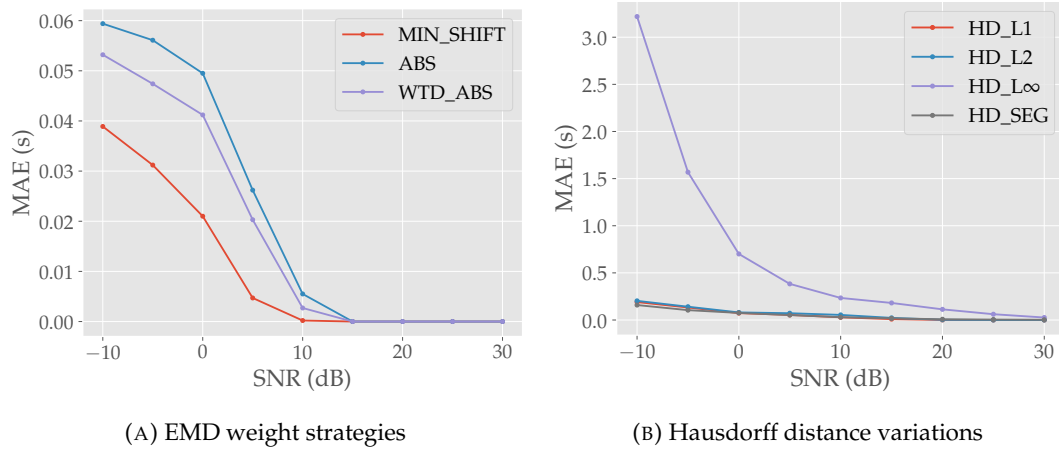 0.06
0.05
0.04
0.03
0.02
0.01
0.00
MAE (s)
−10 0 10 20 30
SNR (dB)
MIN_SHIFT
ABS
WTD_ABS
(A) EMD weight strategies
3.0
2.5
2.0
1.5
1.0
0.5
0.0
MAE (s)
−10 0 10 20 30
SNR (dB)
HD_L1
HD_L2
HD_L∞
HD_SEG
(B) Hausdorff distance variations